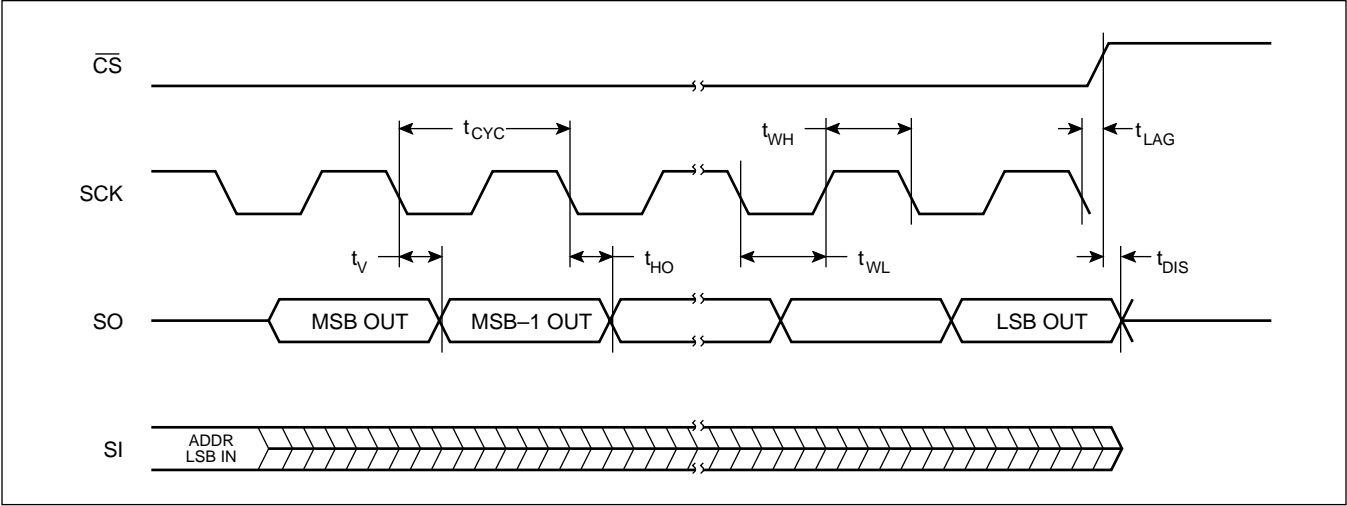 C̅S̅
tCYC
tWH
tLAG
SCK
tV
tHO
tWL
tDIS
SO
MSB OUT
MSB–1 OUT
LSB OUT
SI
ADDR
LSB IN